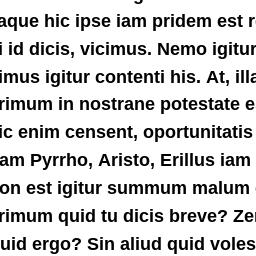 aque hic ipse iam pridem est r
i id dicis, vicimus. Nemo igitur
imus igitur contenti his. At, illa
rimum in nostrane potestate e
ic enim censent, oportunitatis
am Pyrrho, Aristo, Erillus iam
on est igitur summum malum
rimum quid tu dicis breve? Ze
uid ergo? Sin aliud quid voles